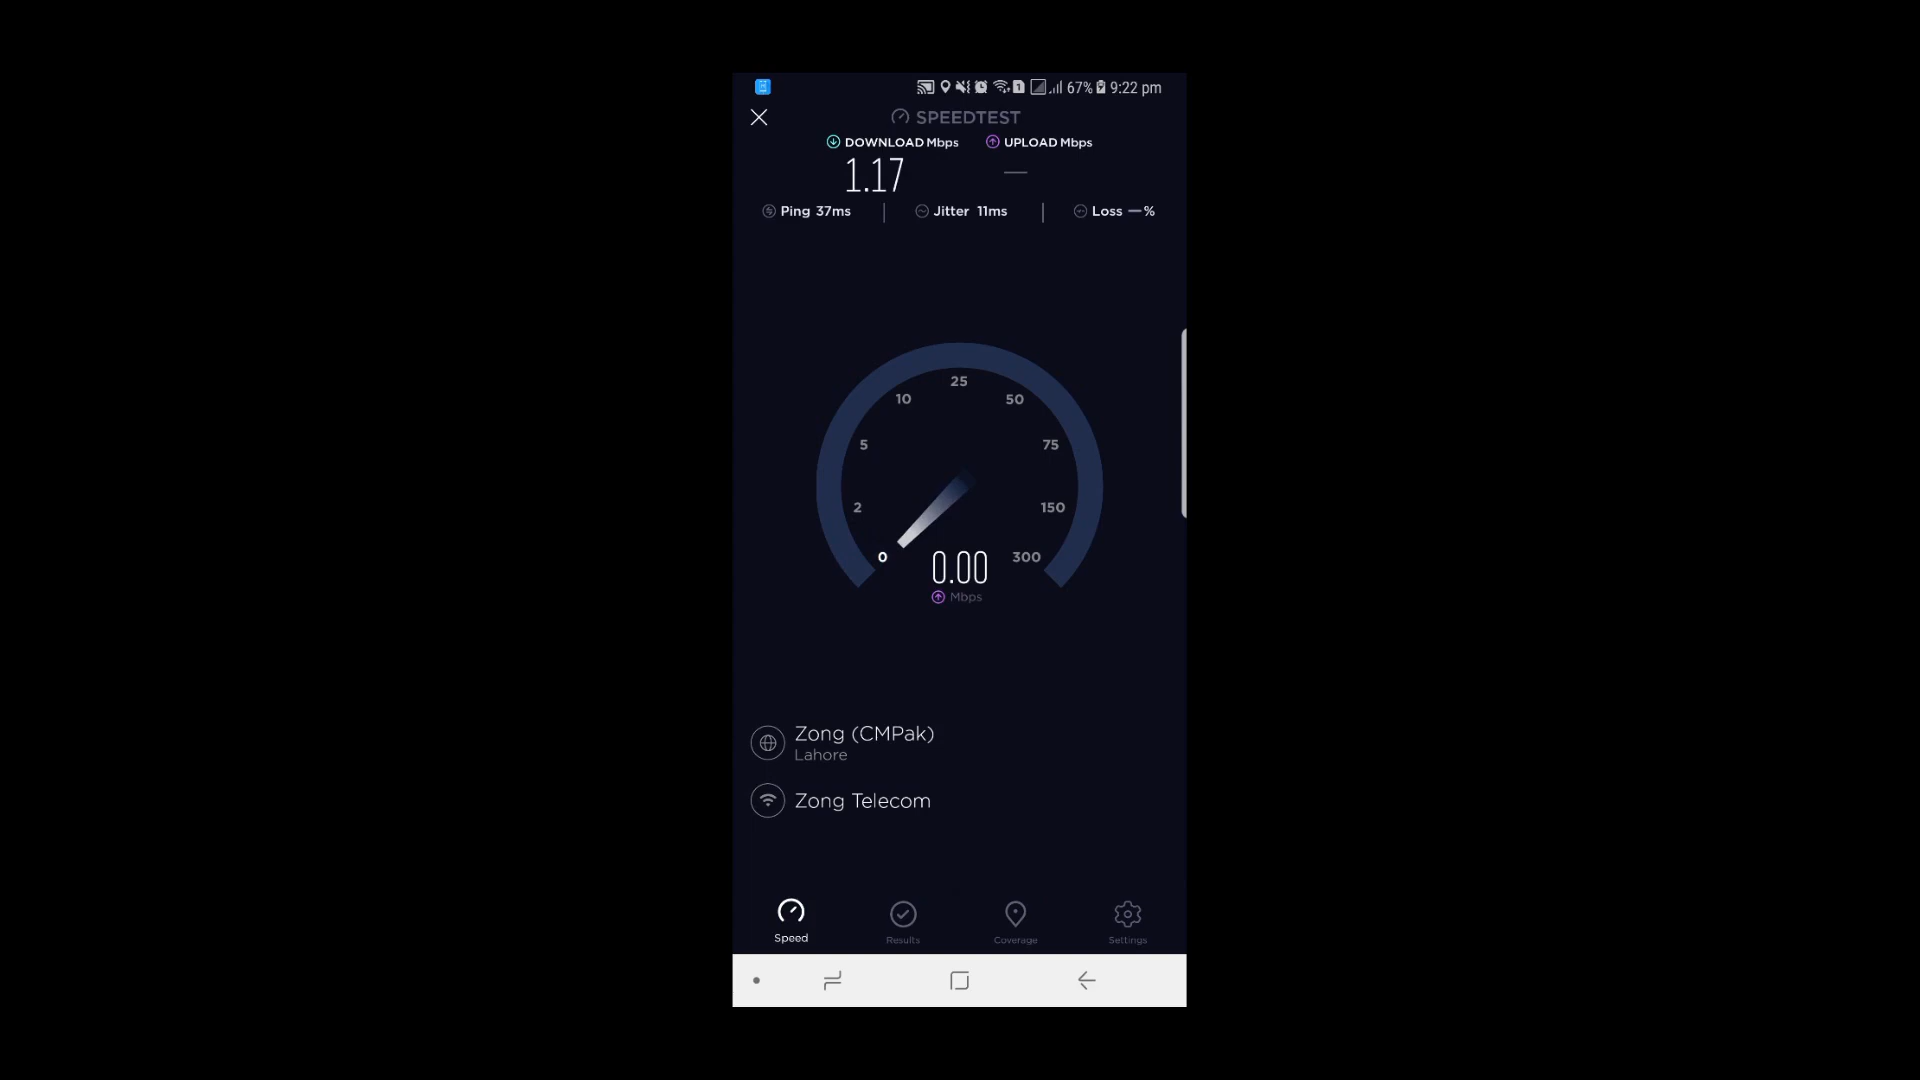 67% 9:22 pm
SPEEDTEST
DOWNLOAD Mbps UPLOAD Mbps
1.17 —
Ping 37ms | Jitter 11ms | Loss —%
25
10 50
5 75
2 150
0 300
0.00
Mbps
Zong (CMPak)
Lahore
Zong Telecom
Speed Results Coverage Settings